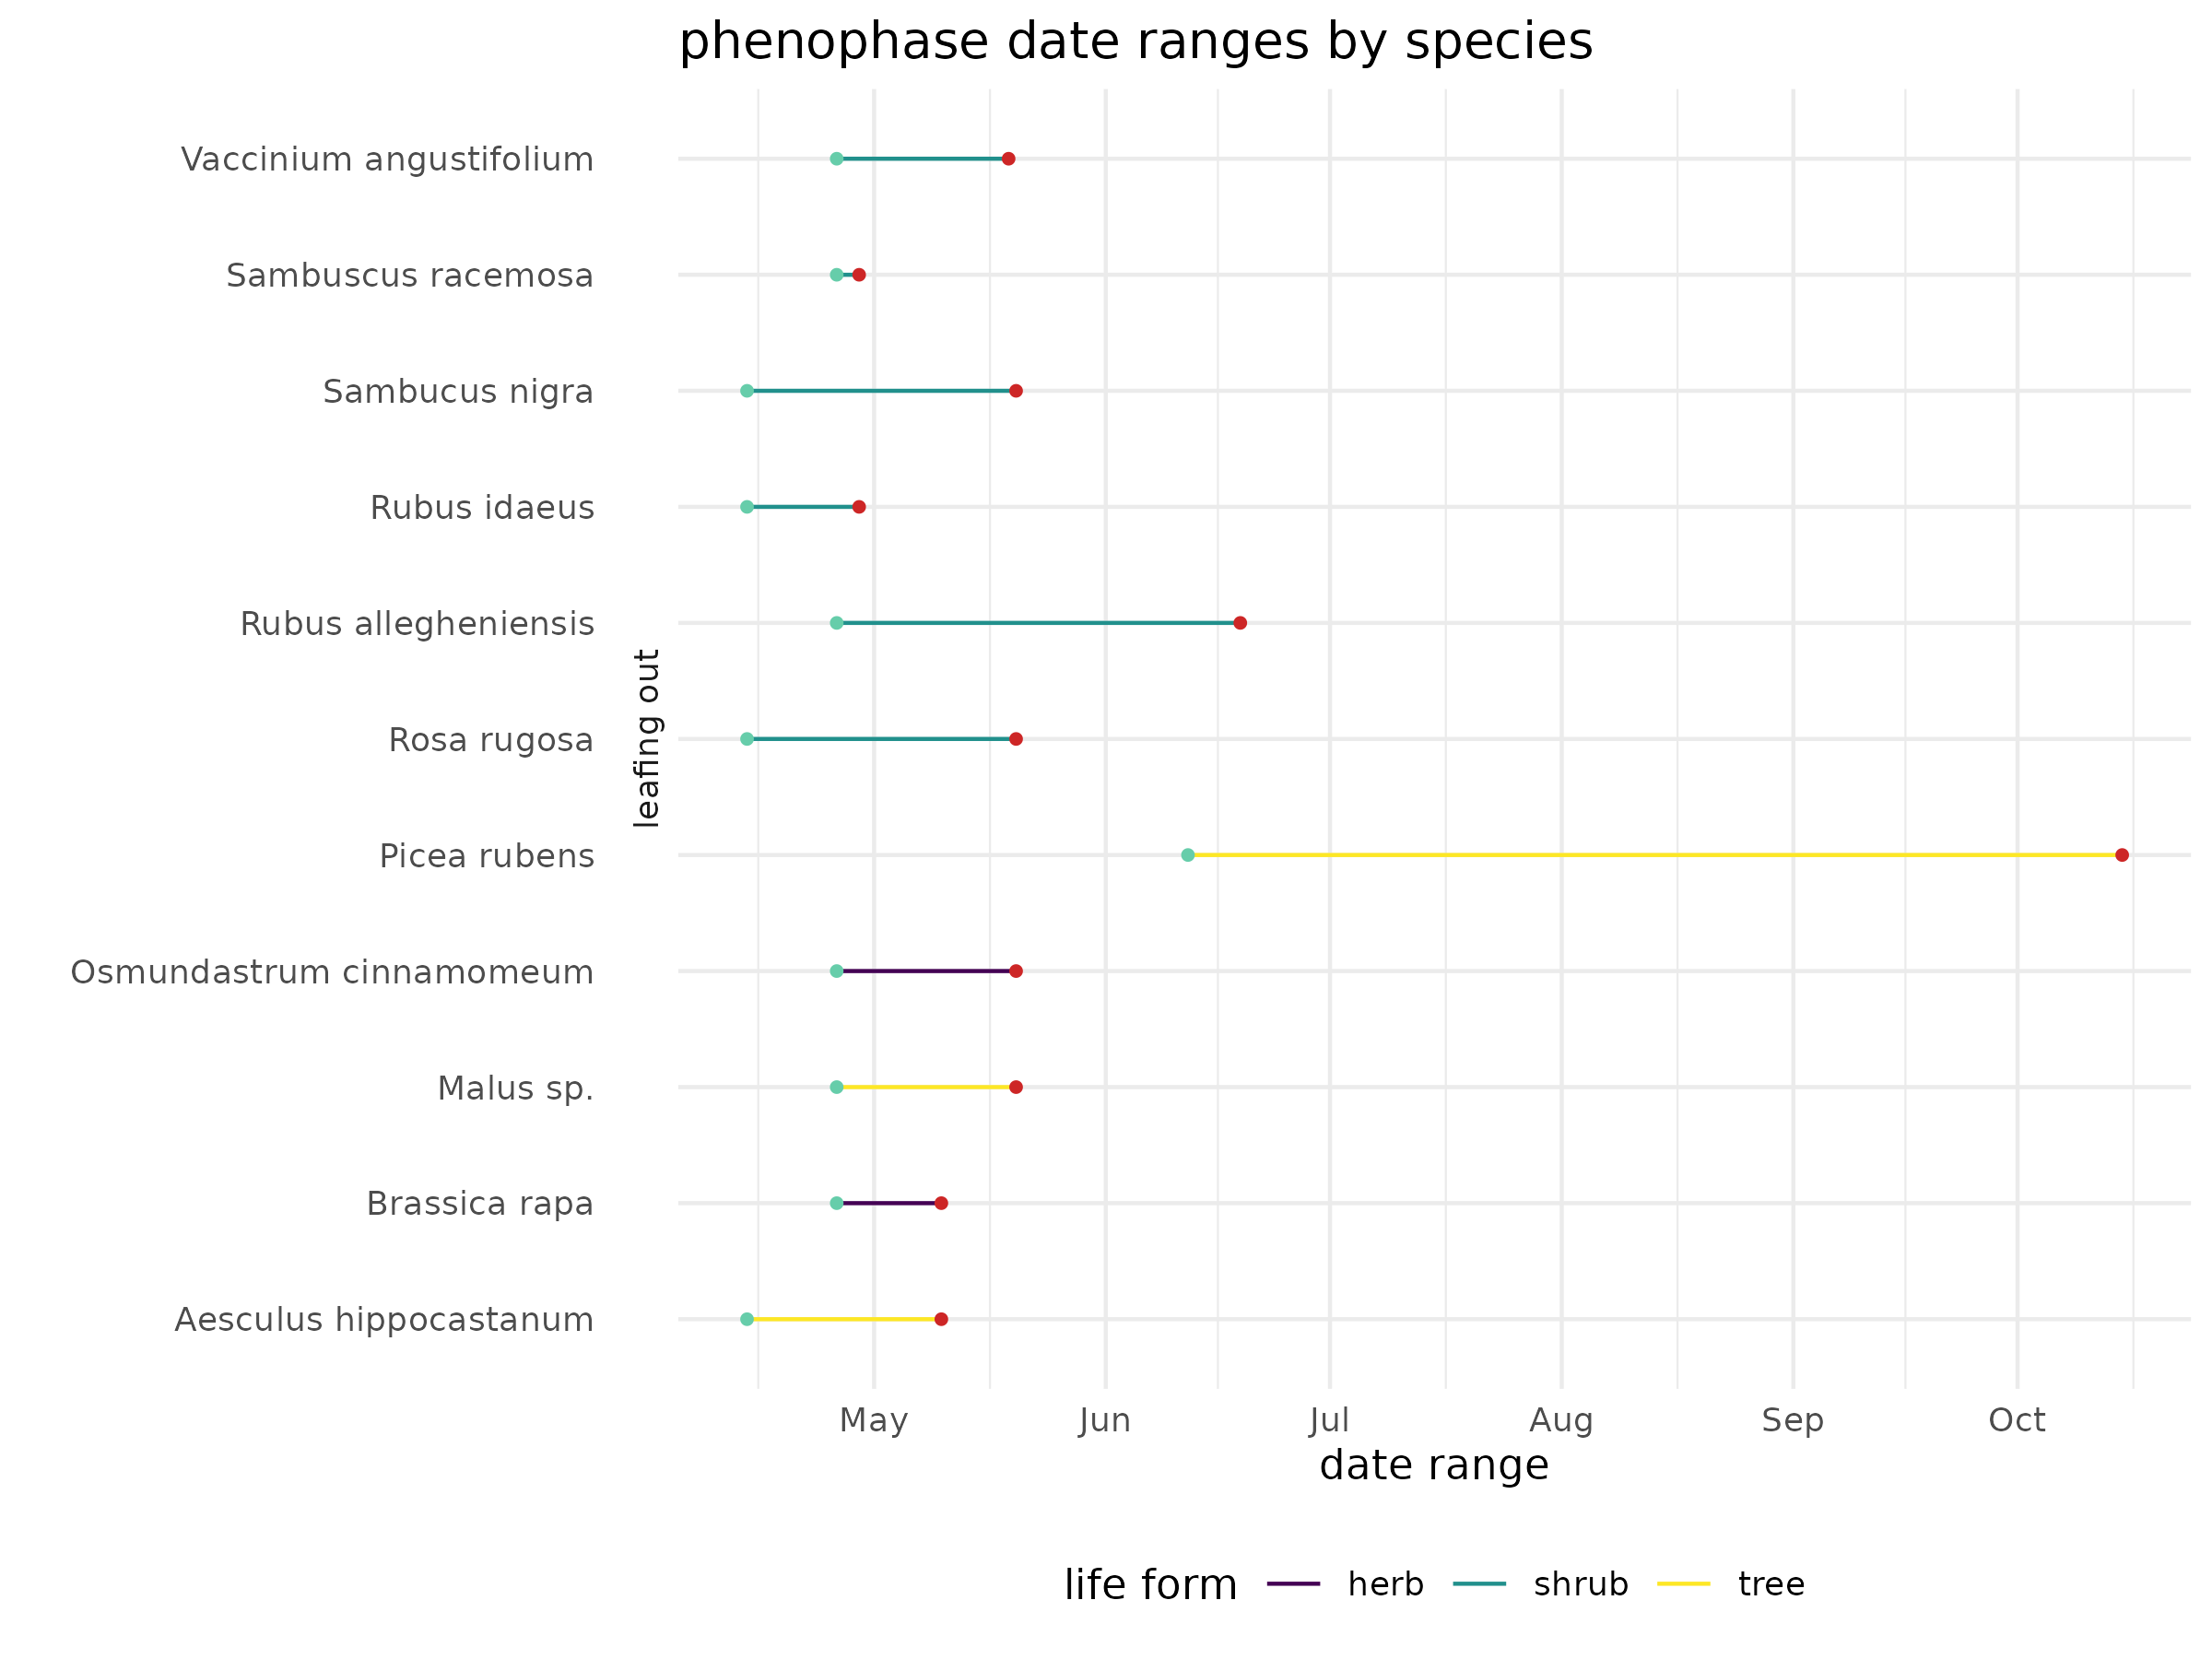 phenophase date ranges by species
Vaccinium angustifolium
Sambuscus racemosa
Sambucus nigra
Rubus idaeus
Rubus allegheniensis
Rosa rugosa
Picea rubens
Osmundastrum cinnamomeum
Malus sp.
Brassica rapa
Aesculus hippocastanum
leafing out
May Jun Jul Aug Sep Oct
date range
life form herb shrub tree